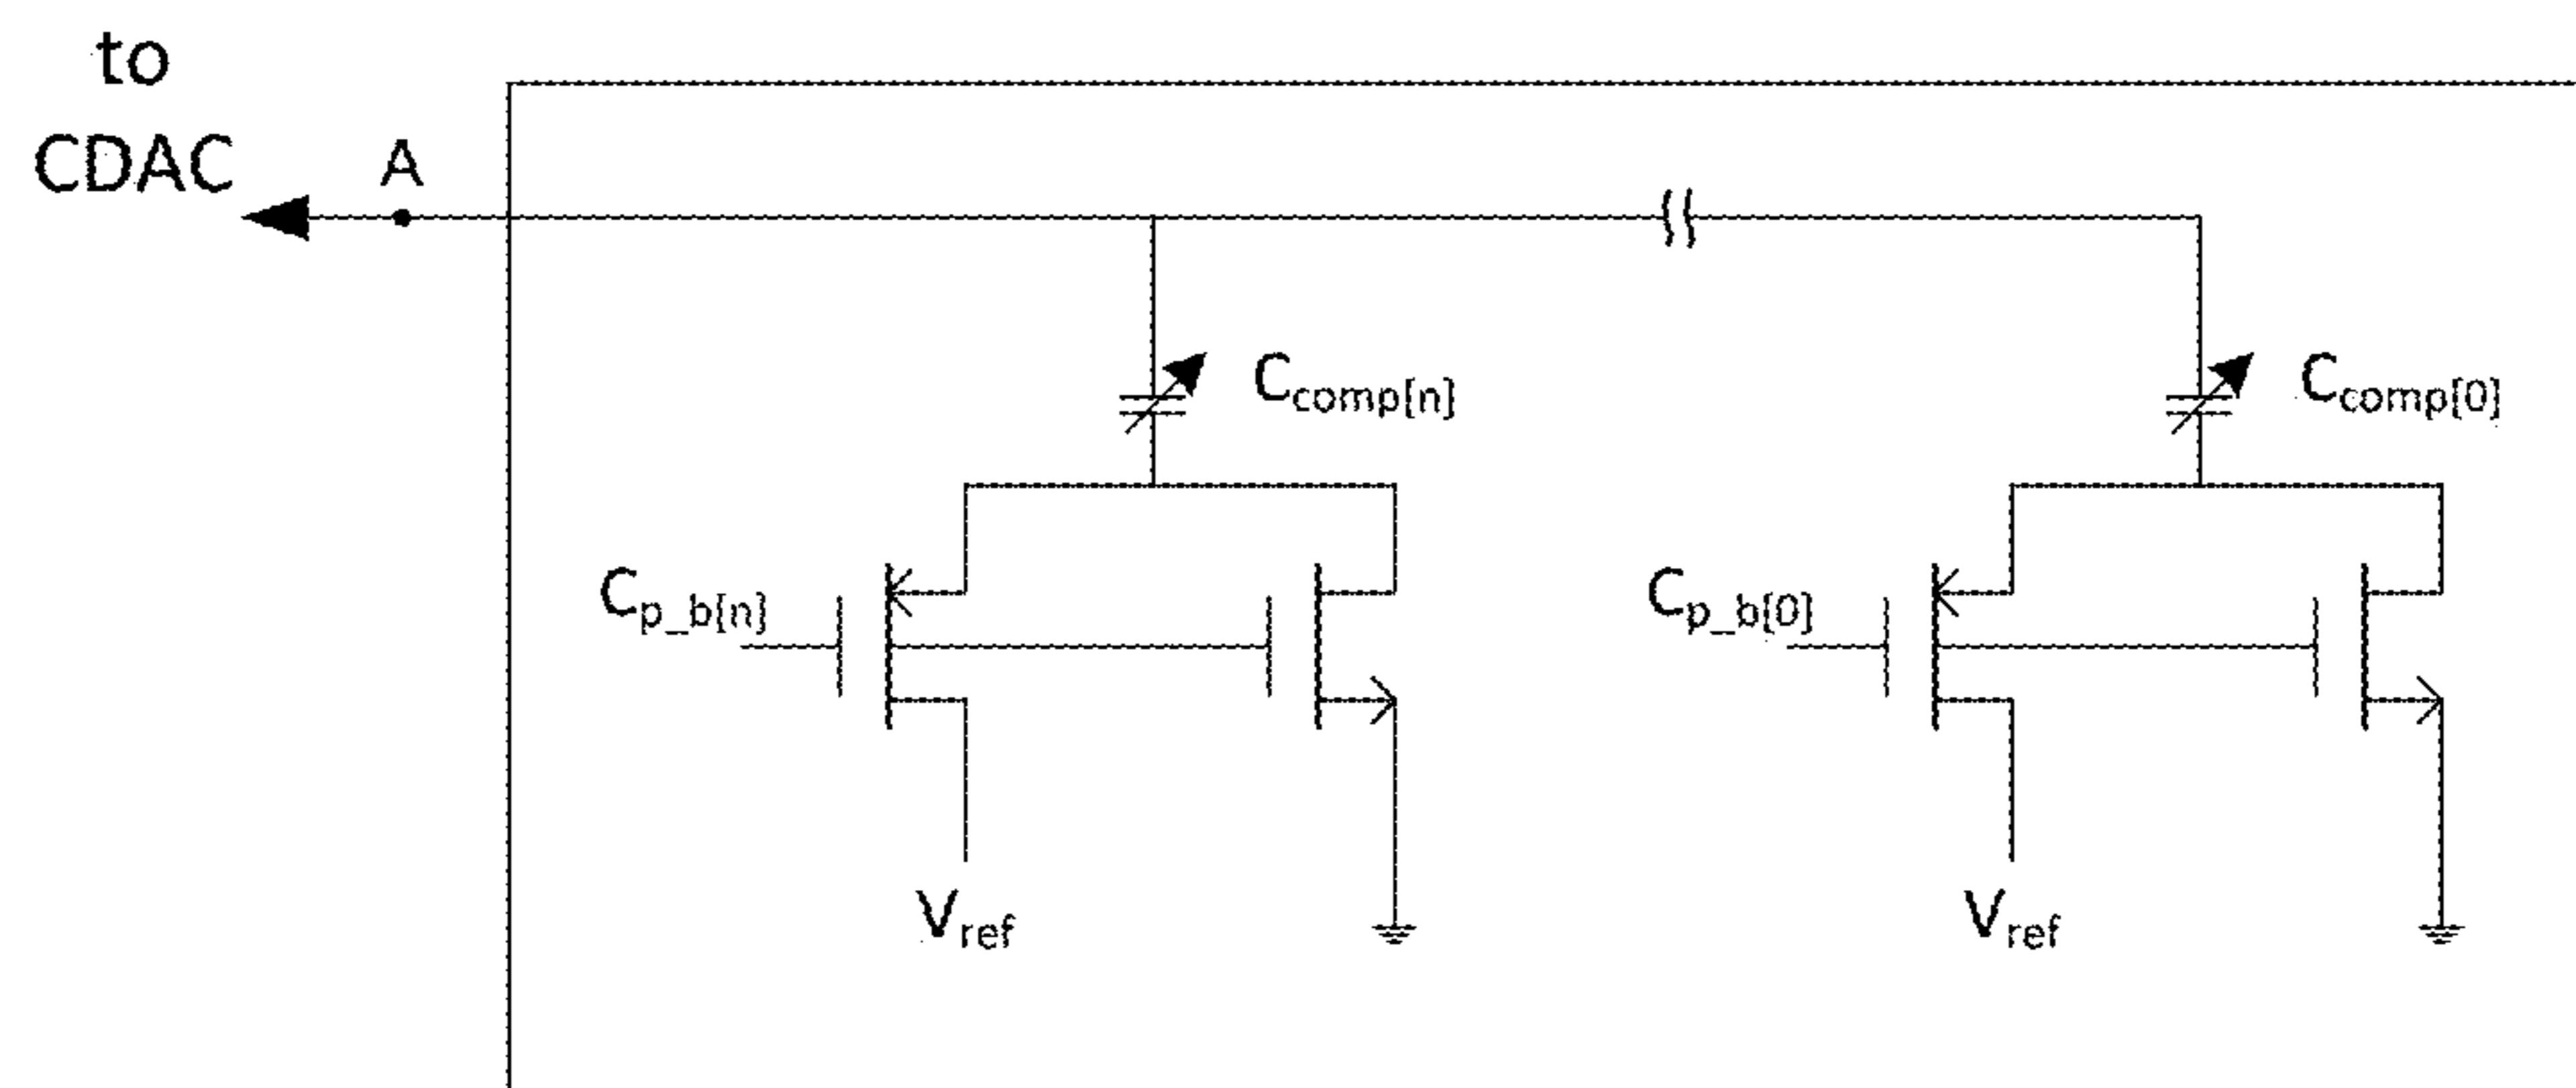 to
CDAC
A
Ccomp[n]
Ccomp[0]
Cp_b[n]
Cp_b[0]
Vref
Vref